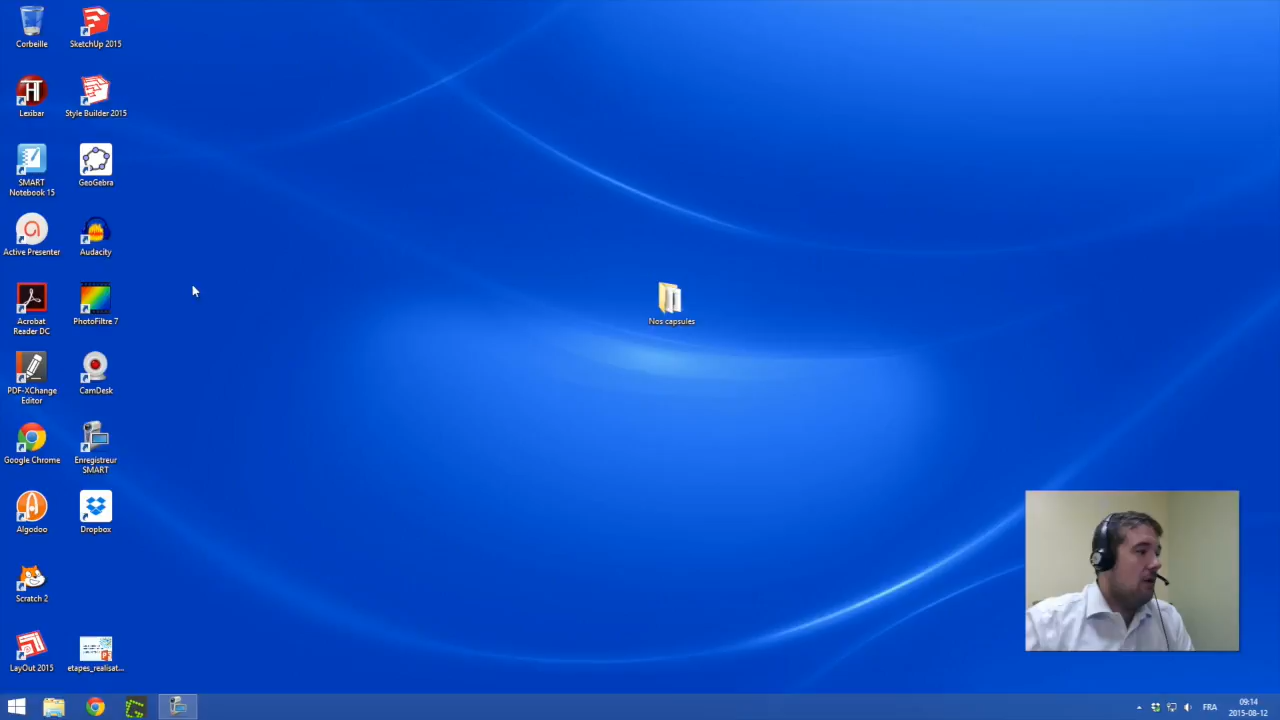 Corbeille
SketchUp 2015
Lexibar
Style Builder 2015
SMART
Notebook 15
GeoGebra
Active Presenter
Audacity
Acrobat
Reader DC
PhotoFiltre 7
PDF-XChange
Editor
CamDesk
Google Chrome
Enregistreur
SMART
Algodoo
Dropbox
Scratch 2
LayOut 2015
etapes_realisat...
Nos capsules
FRA
09:14
2015-08-12